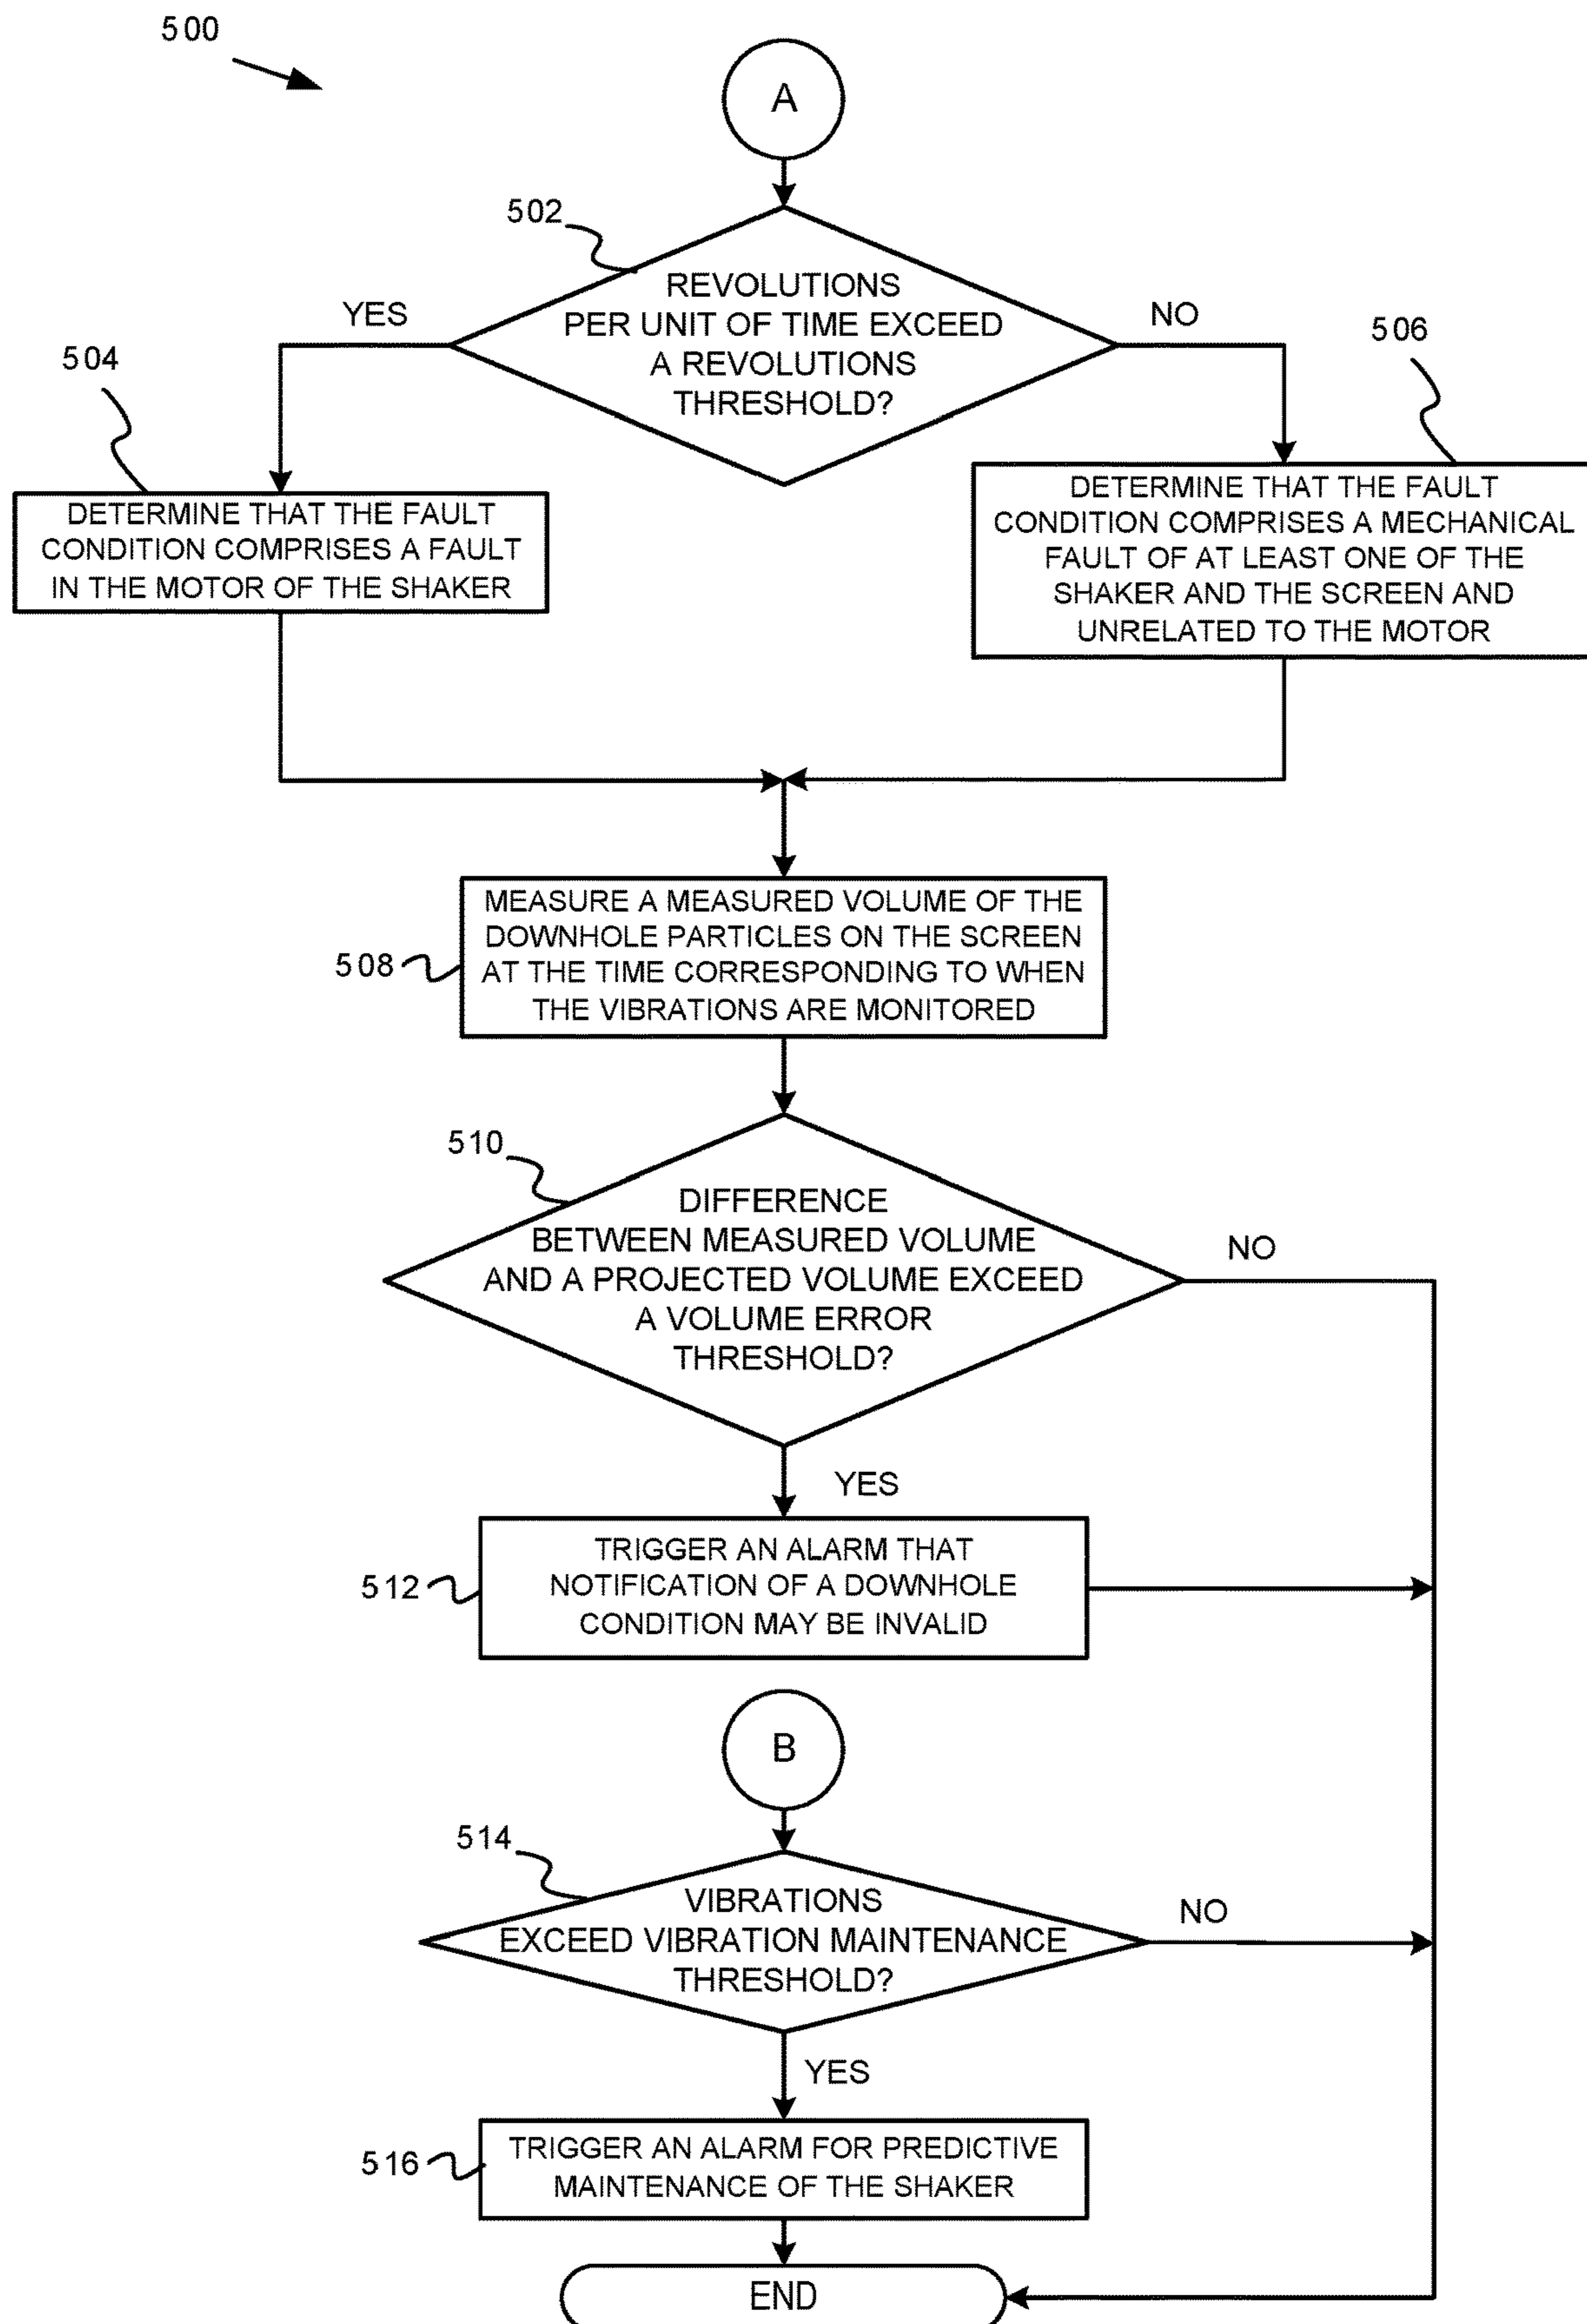 500
A
502
REVOLUTIONS
PER UNIT OF TIME EXCEED
A REVOLUTIONS
THRESHOLD?
YES
NO
504
506
DETERMINE THAT THE FAULT
CONDITION COMPRISES A FAULT
IN THE MOTOR OF THE SHAKER
DETERMINE THAT THE FAULT
CONDITION COMPRISES A MECHANICAL
FAULT OF AT LEAST ONE OF THE
SHAKER AND THE SCREEN AND
UNRELATED TO THE MOTOR
508
MEASURE A MEASURED VOLUME OF THE
DOWNHOLE PARTICLES ON THE SCREEN
AT THE TIME CORRESPONDING TO WHEN
THE VIBRATIONS ARE MONITORED
510
DIFFERENCE
BETWEEN MEASURED VOLUME
AND A PROJECTED VOLUME EXCEED
A VOLUME ERROR
THRESHOLD?
NO
YES
512
TRIGGER AN ALARM THAT
NOTIFICATION OF A DOWNHOLE
CONDITION MAY BE INVALID
B
514
VIBRATIONS
EXCEED VIBRATION MAINTENANCE
THRESHOLD?
NO
YES
516
TRIGGER AN ALARM FOR PREDICTIVE
MAINTENANCE OF THE SHAKER
END